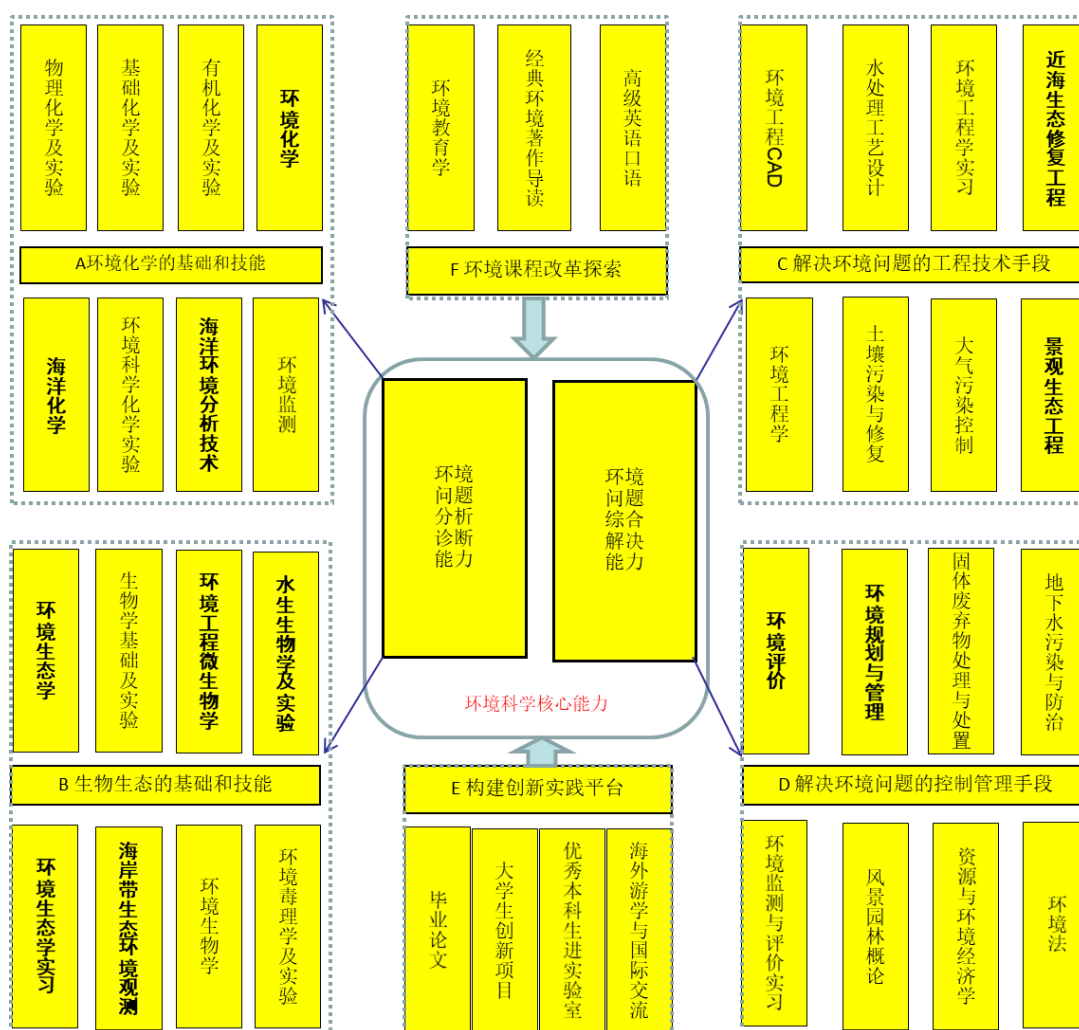 物理化学及实验
基础化学及实验
有机化学及实验
环境化学
A环境化学的基础和技能
海洋化学
环境科学化学实验
海洋环境分析技术
环境监测
环境教育学
经典环境著作导读
高级英语口语
F 环境课程改革探索
环境工程CAD
水处理工艺设计
环境工程学实习
近海生态修复工程
C 解决环境问题的工程技术手段
环境工程学
土壤污染与修复
大气污染控制
景观生态工程
环境
问题
分析
诊断
能力
环境
问题
综合
解决
能力
环境科学核心能力
环境生态学
生物学基础及实验
环境工程微生物学
水生生物学及实验
B 生物生态的基础和技能
环境生态学实习
海岸带生态环境观测
环境生物学
环境毒理学及实验
E 构建创新实践平台
毕业论文
大学生创新项目
优秀本科生进实验室
海外游学与国际交流
环境评价
环境规划与管理
固体废弃物处理与处置
地下水污染与防治
D 解决环境问题的控制管理手段
环境监测与评价实习
风景园林概论
资源与环境经济学
环境法